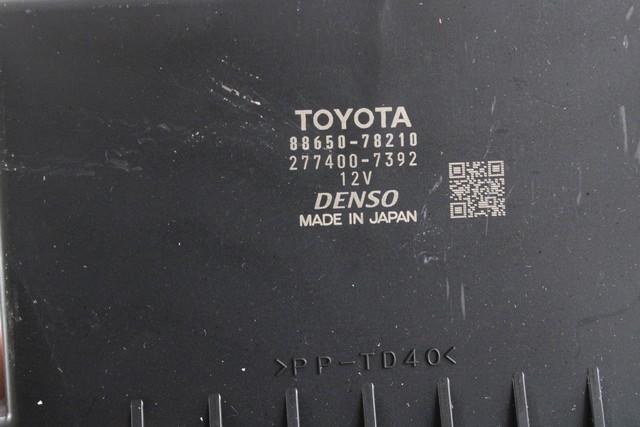 TOYOTA
88650-78210
277400-7392
12V
DENSO
MADE IN JAPAN
>PP-TD40<